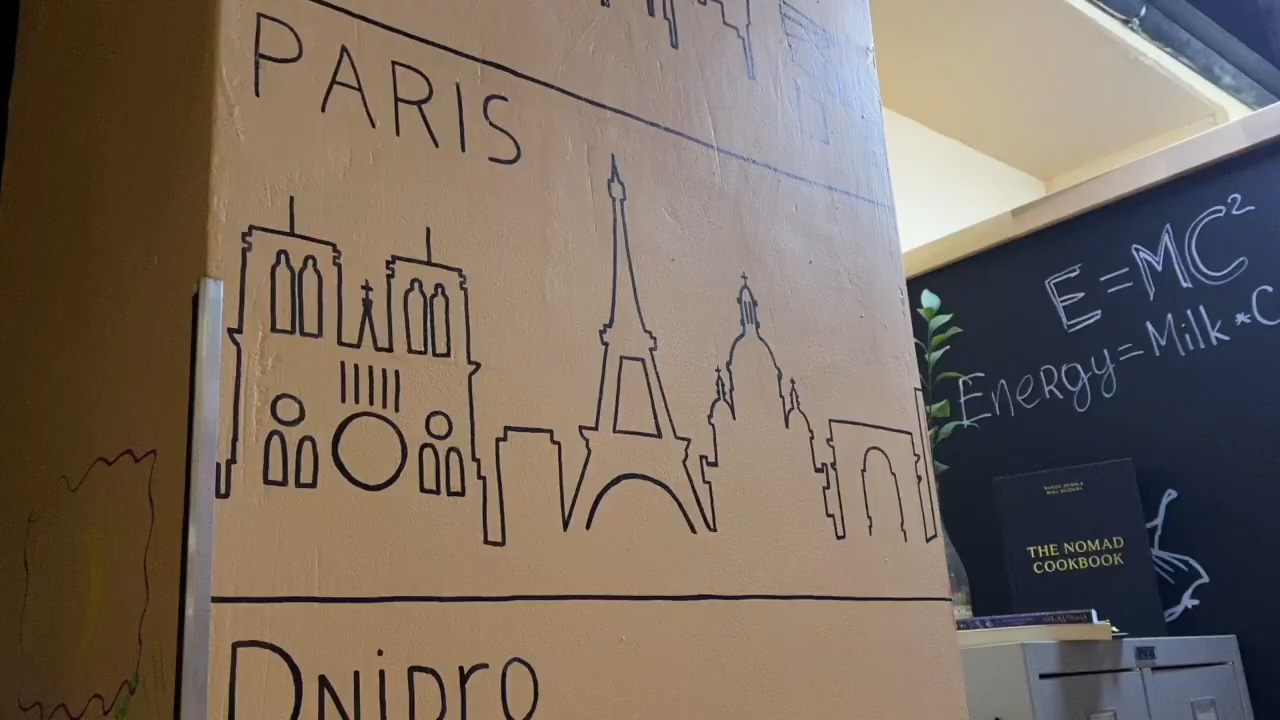 PARIS
E=MC²
Energy=Milk*C
THE NOMAD
COOKBOOK
Dnipro